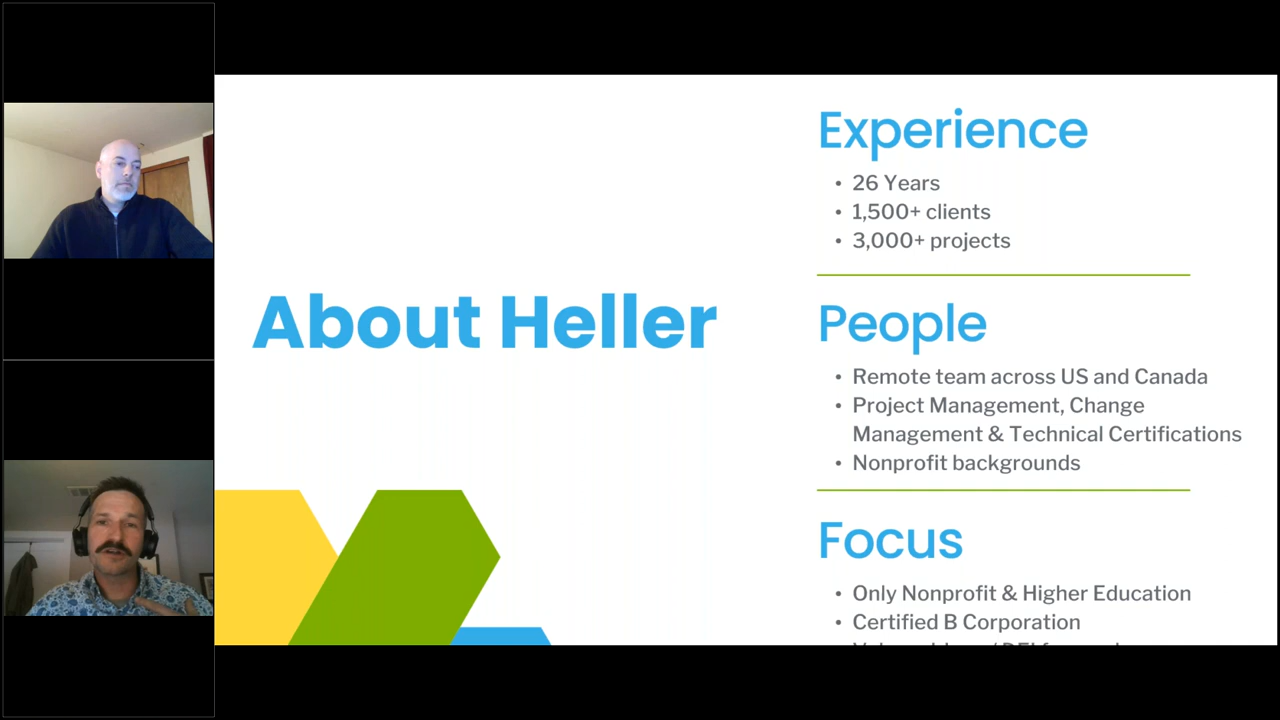 About Heller
Experience
• 26 Years
• 1,500+ clients
• 3,000+ projects
People
• Remote team across US and Canada
• Project Management, Change
Management & Technical Certifications
• Nonprofit backgrounds
Focus
• Only Nonprofit & Higher Education
• Certified B Corporation